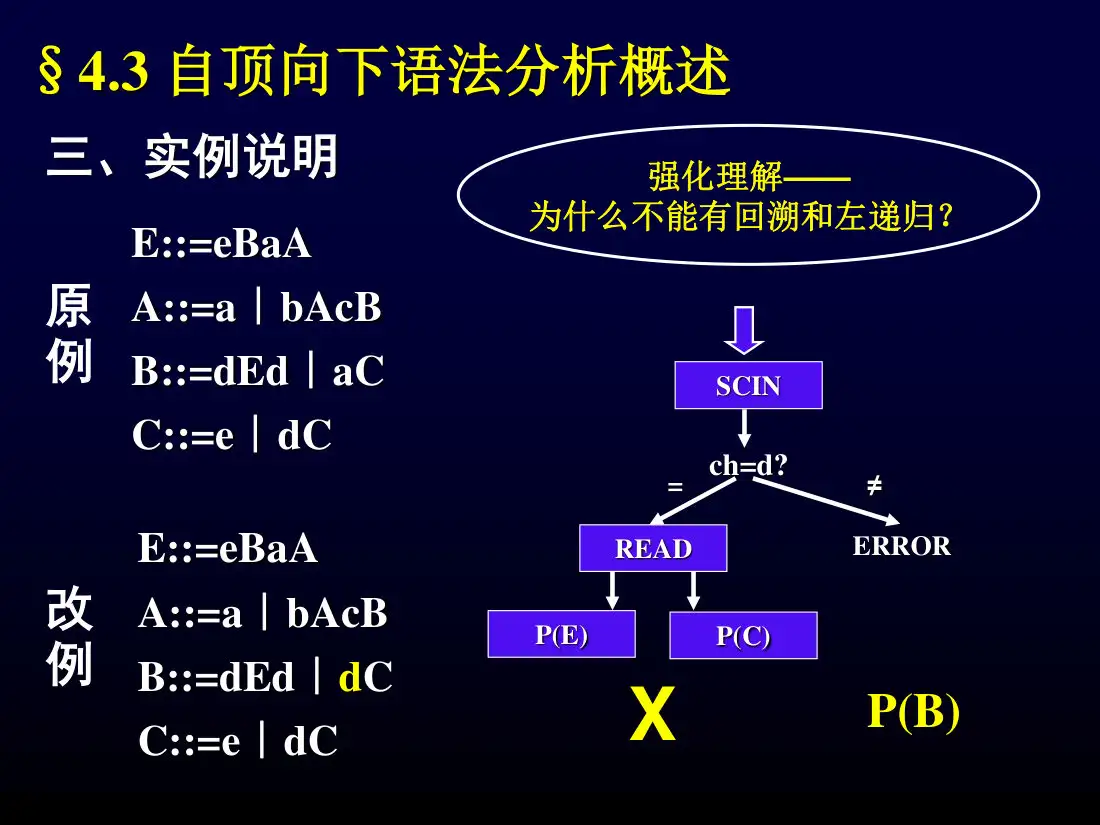 §4.3 自顶向下语法分析概述
三、实例说明
强化理解——
为什么不能有回溯和左递归?
原例
E::=eBaA
A::=a｜bAcB
B::=dEd｜aC
C::=e｜dC
改例
E::=eBaA
A::=a｜bAcB
B::=dEd｜dC
C::=e｜dC
SCIN
ch=d?
= ≠
READ ERROR
P(E) P(C)
X P(B)